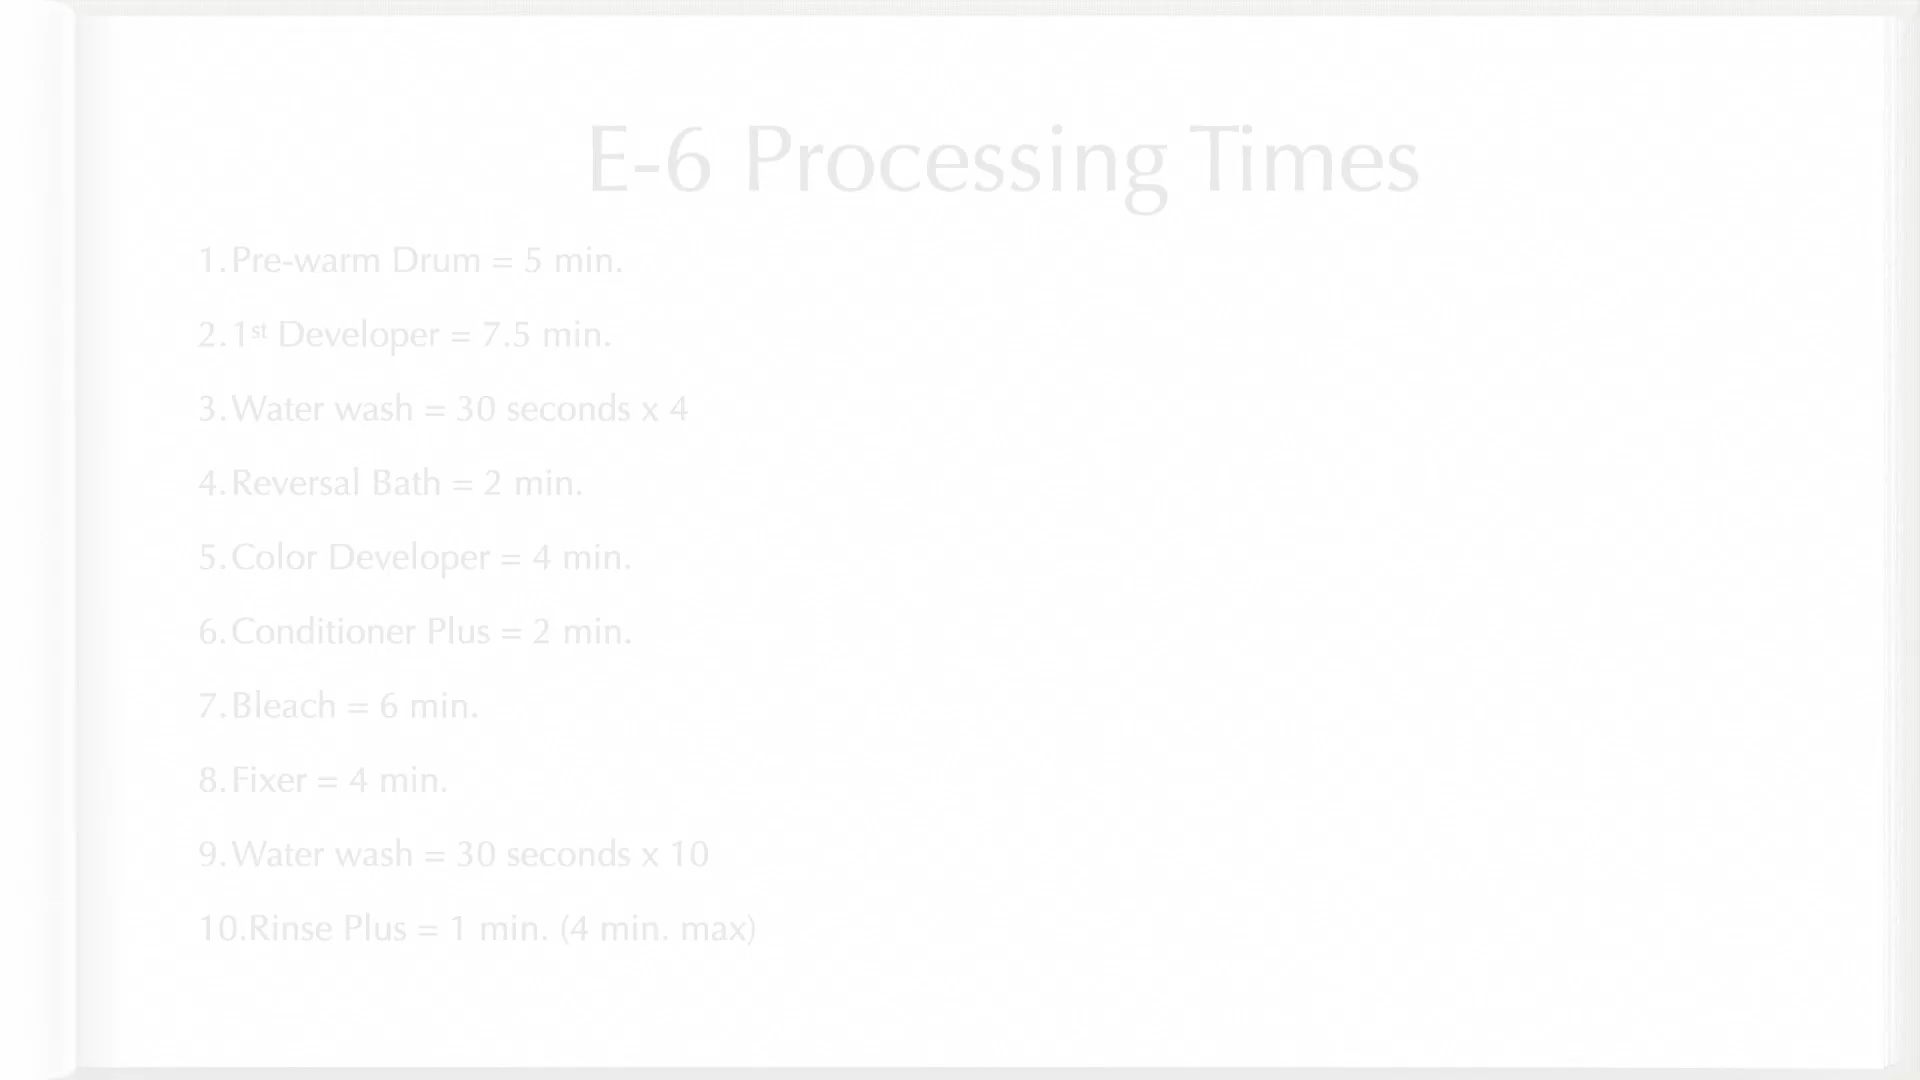 E-6 Processing Times
1. Pre-warm Drum = 5 min.
2. 1st Developer = 7.5 min.
3. Water wash = 30 seconds x 4
4. Reversal Bath = 2 min.
5. Color Developer = 4 min.
6. Conditioner Plus = 2 min.
7. Bleach = 6 min.
8. Fixer = 4 min.
9. Water wash = 30 seconds x 10
10. Rinse Plus = 1 min. (4 min. max)